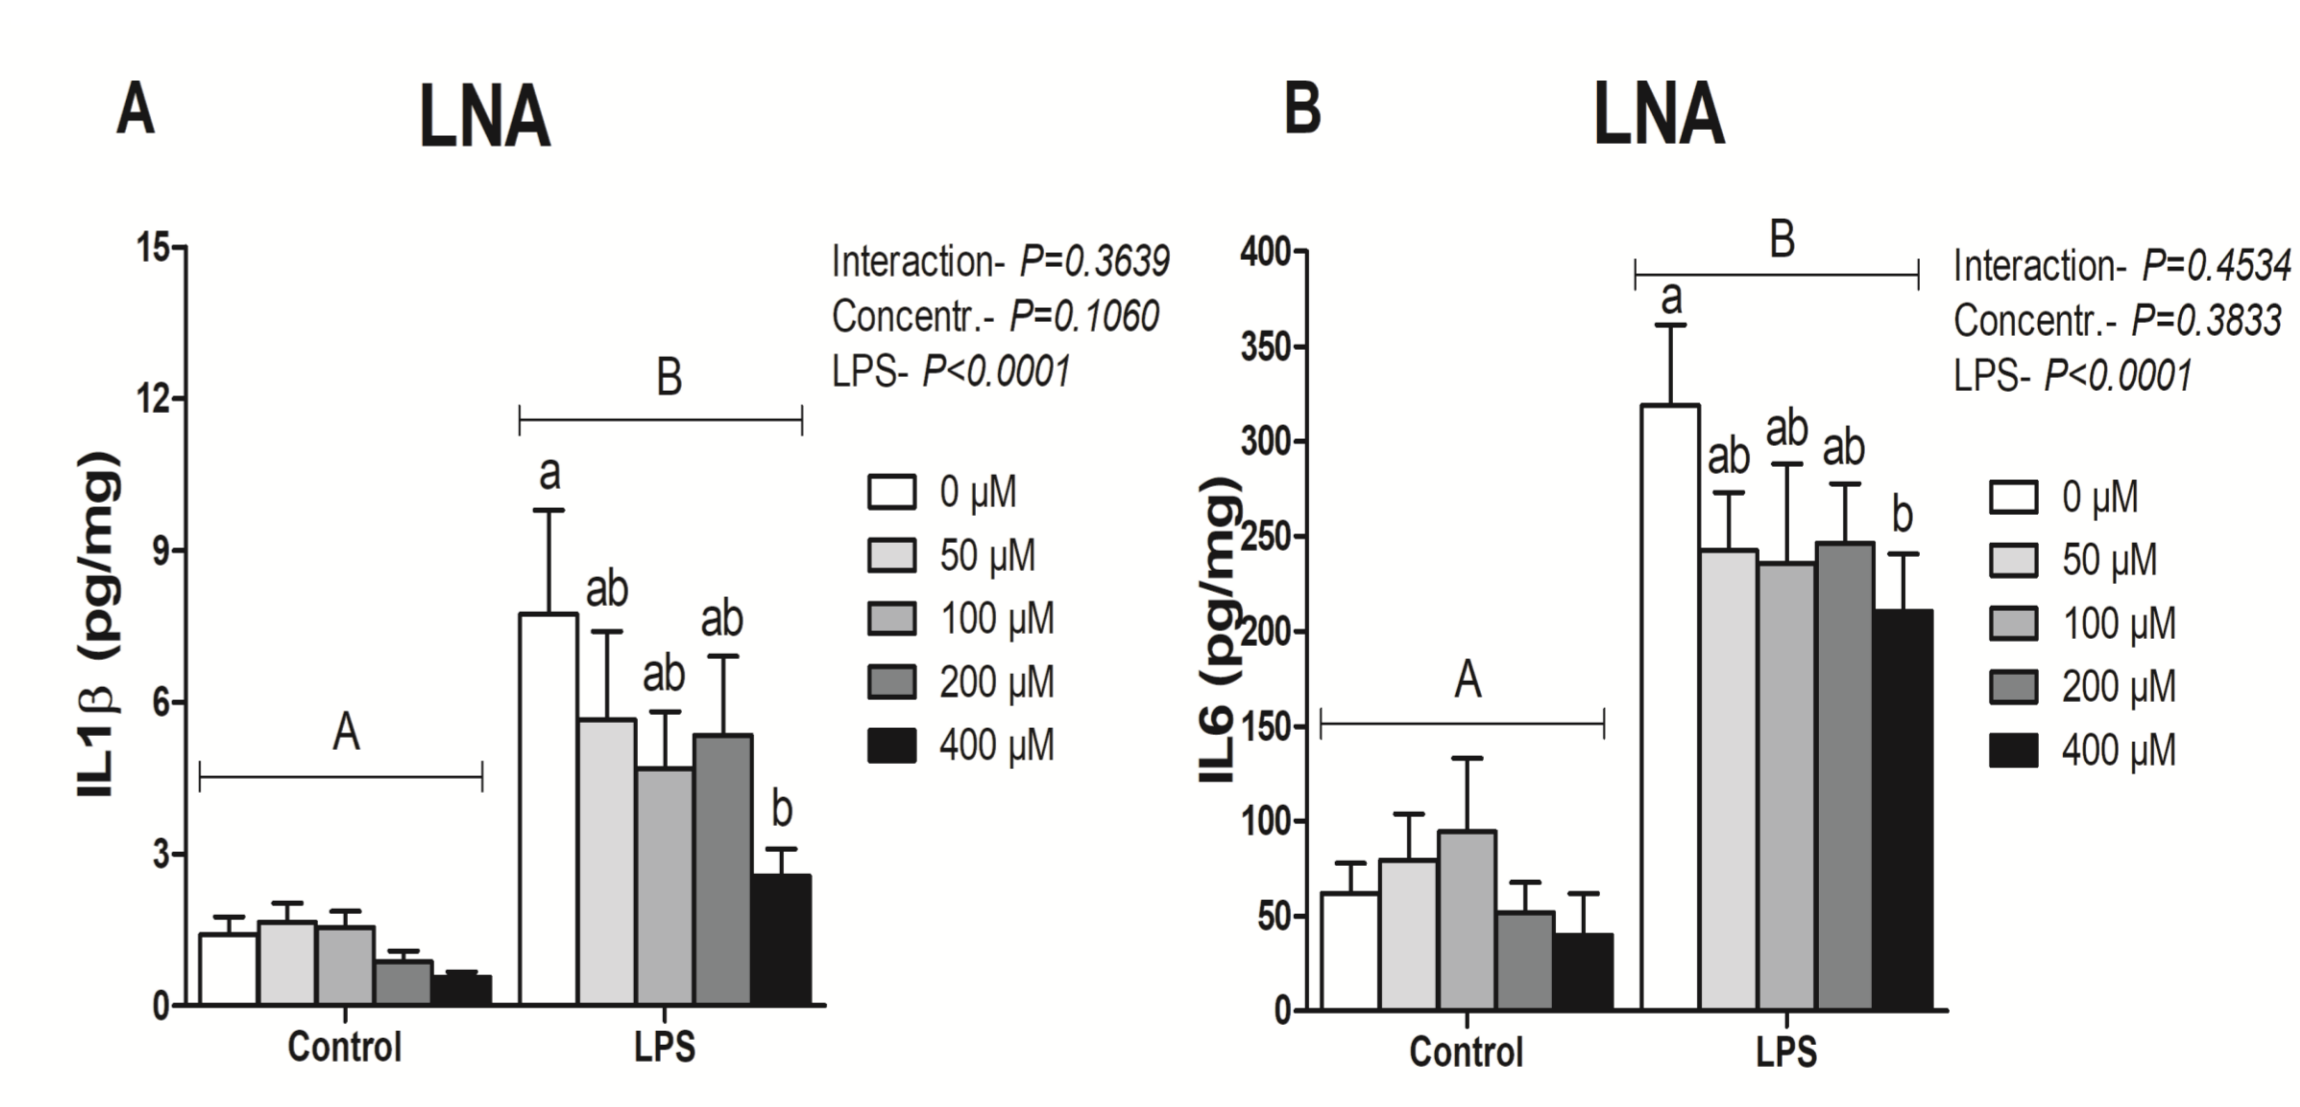 A
LNA
Interaction- P=0.3639
Concentr.- P=0.1060
LPS- P<0.0001
IL1β (pg/mg)
15
12
9
6
3
0
A
B
a
ab
ab
ab
b
Control
LPS
0 µM
50 µM
100 µM
200 µM
400 µM
B
LNA
Interaction- P=0.4534
Concentr.- P=0.3833
LPS- P<0.0001
IL6 (pg/mg)
400
350
300
250
200
150
100
50
0
A
B
a
ab
ab
ab
b
Control
LPS
0 µM
50 µM
100 µM
200 µM
400 µM